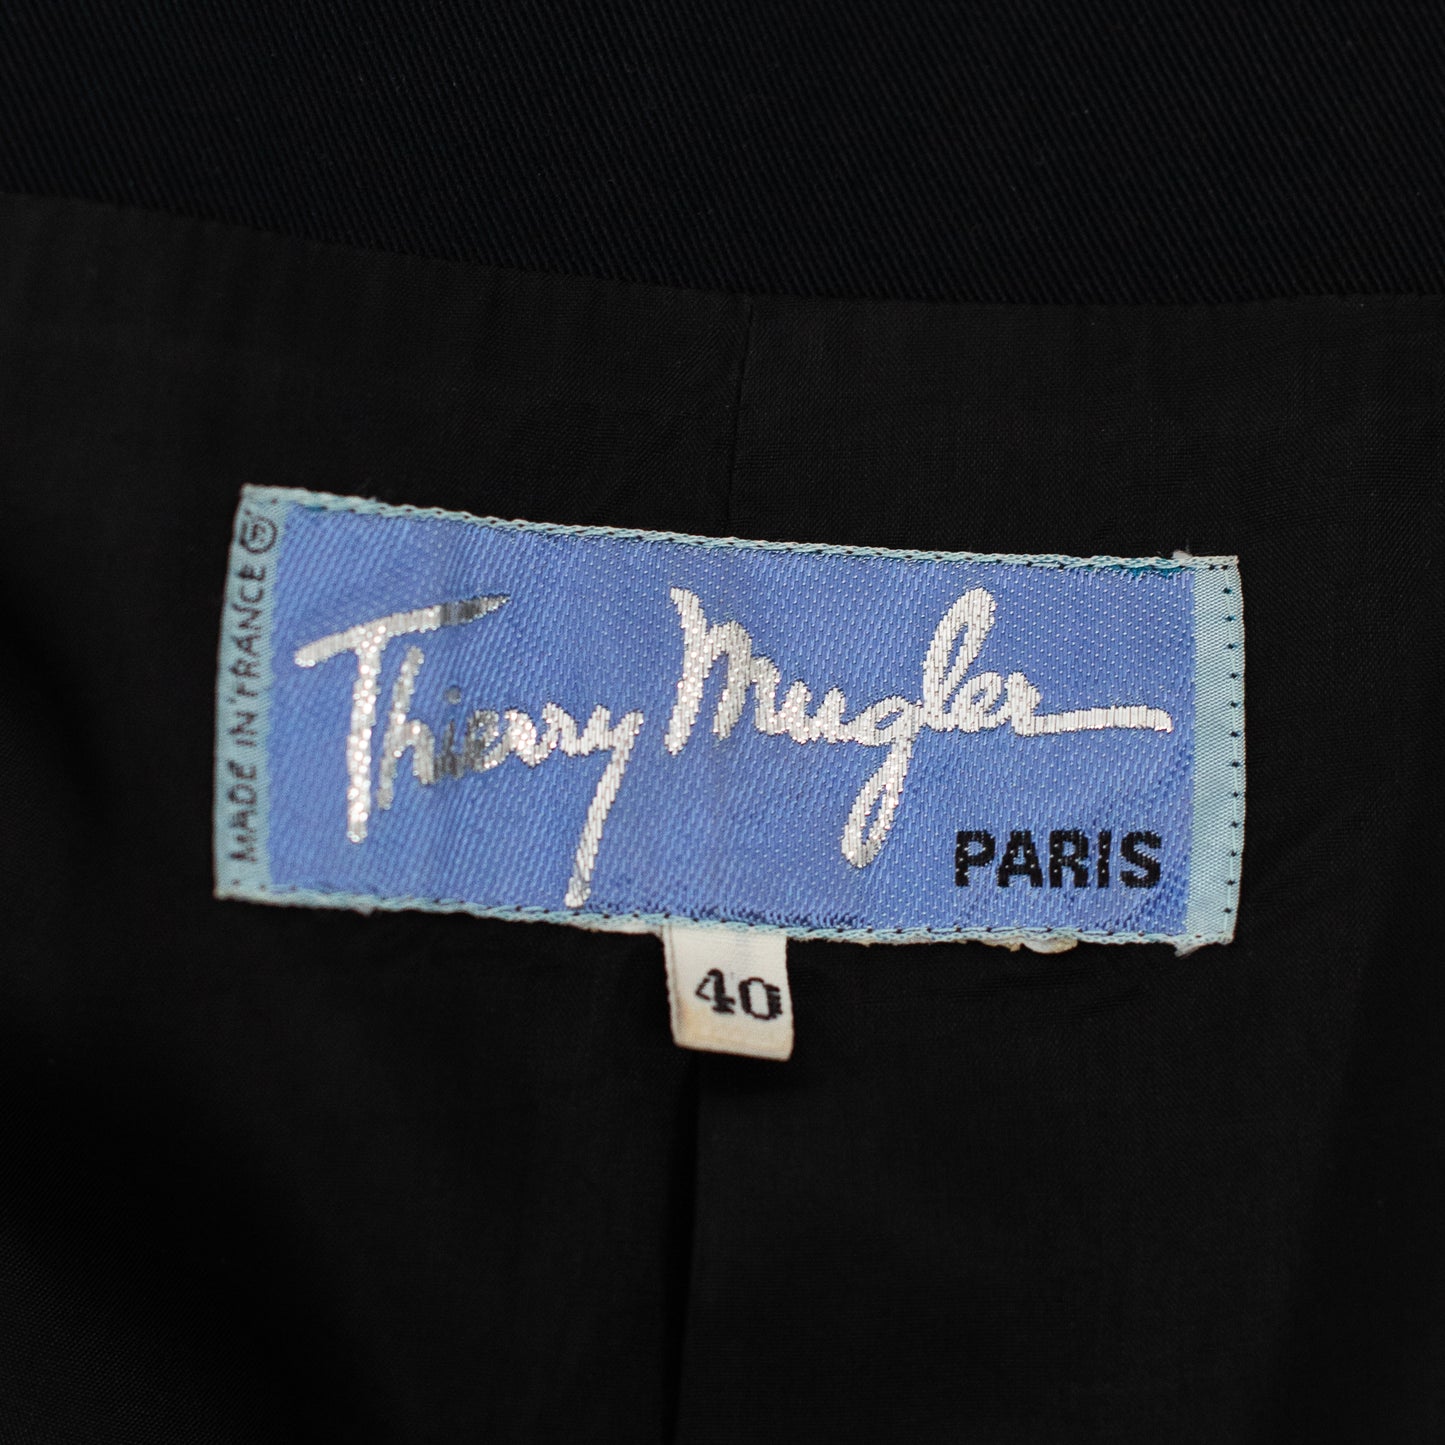 MADE IN FRANCE ®
Thierry Mugler
PARIS
40